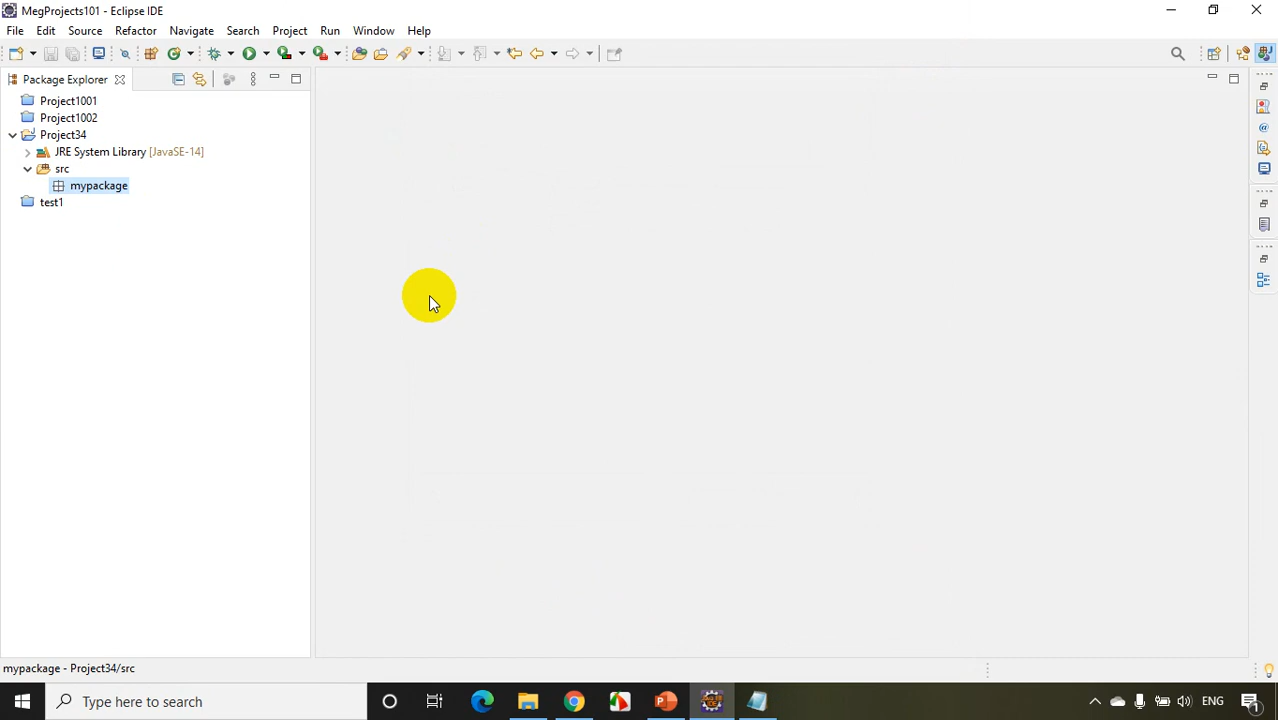 MegProjects101 - Eclipse IDE
File Edit Source Refactor Navigate Search Project Run Window Help
Package Explorer
Project1001
Project1002
Project34
JRE System Library [JavaSE-14]
src
mypackage
test1
mypackage - Project34/src
Type here to search
ENG
1